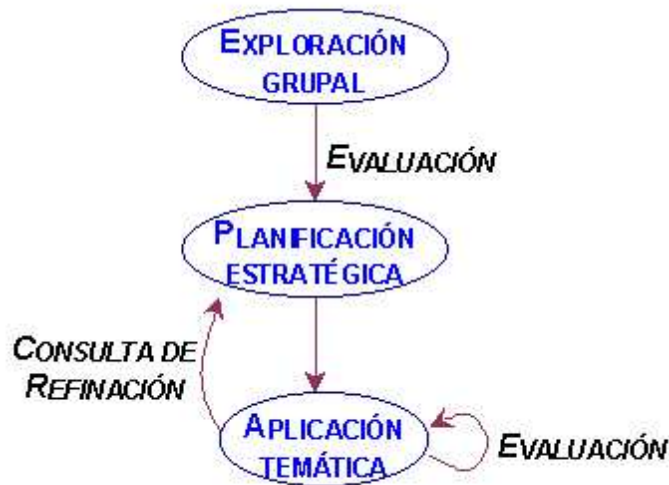 EXPLORACIÓN
GRUPAL
EVALUACIÓN
PLANIFICACIÓN
ESTRATÉGICA
CONSULTA DE
REFINACIÓN
APLICACIÓN
TEMÁTICA
EVALUACIÓN